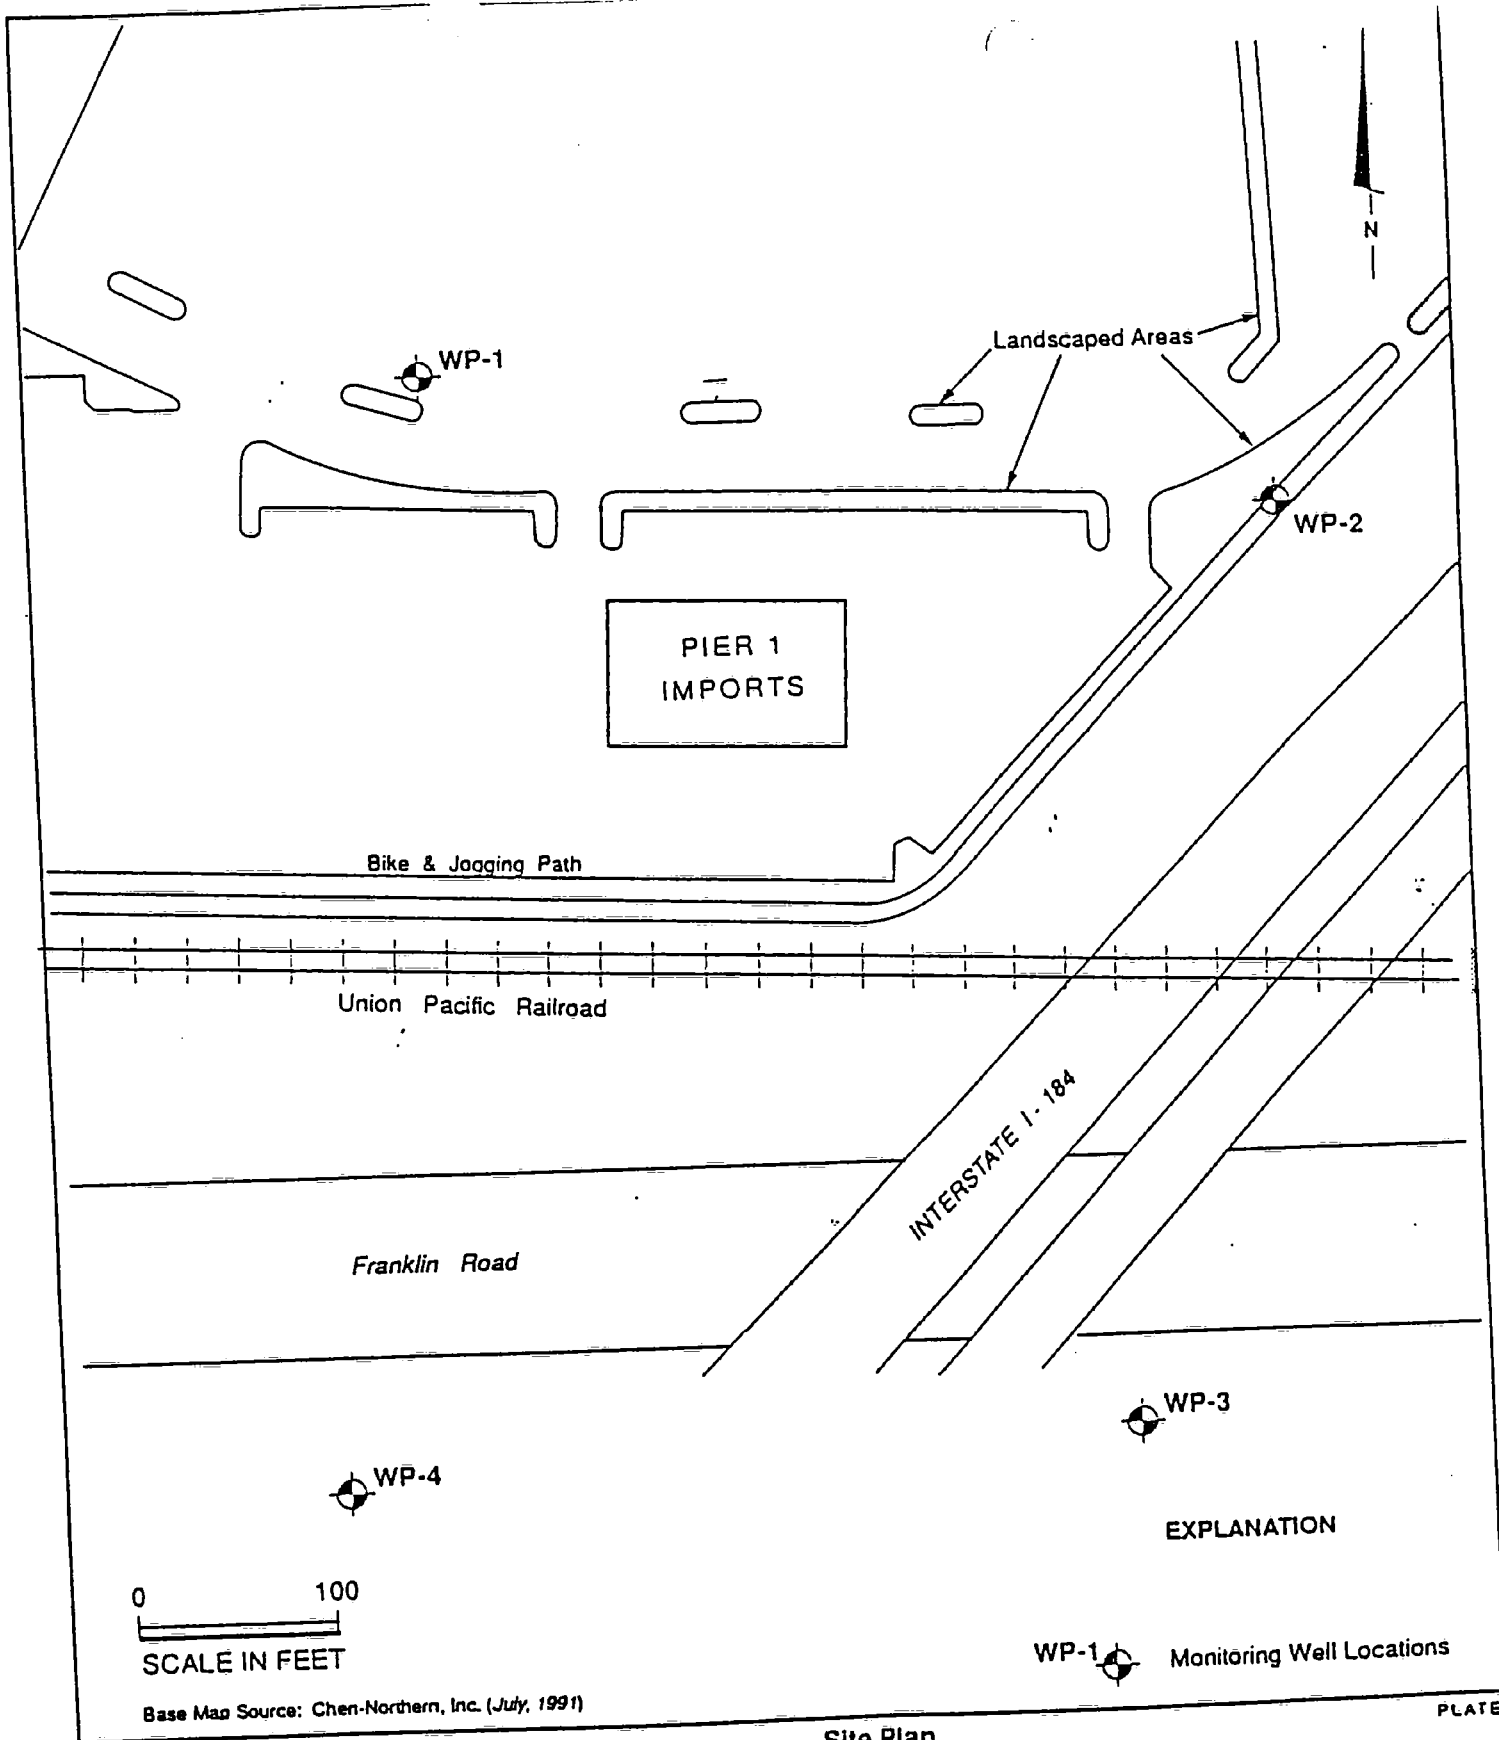 N
Landscaped Areas
WP-1
WP-2
PIER 1
IMPORTS
Bike & Jogging Path
Union Pacific Railroad
INTERSTATE I-184
Franklin Road
WP-3
WP-4
EXPLANATION
0 100
SCALE IN FEET
WP-1 Monitoring Well Locations
Base Map Source: Chen-Northern, Inc. (July, 1991)
PLATE
Site Plan